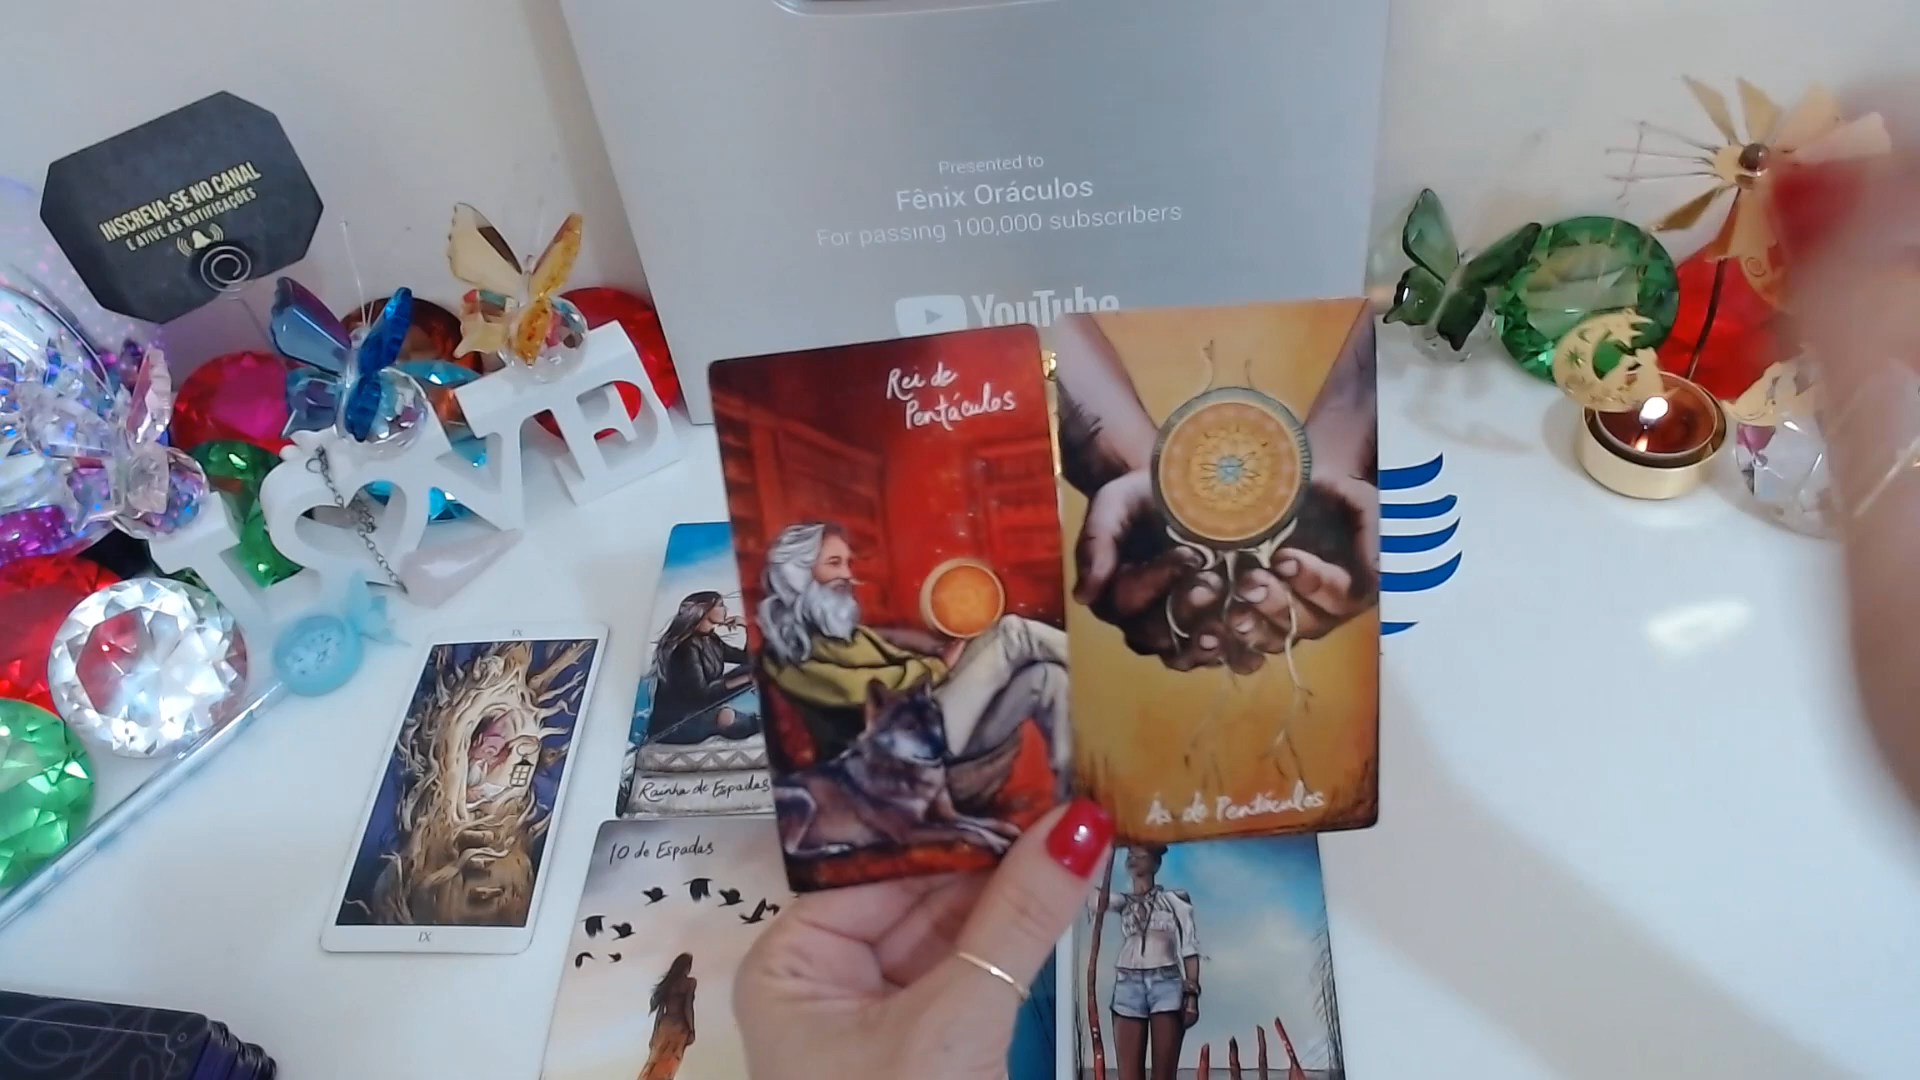 INSCREVA-SE NO CANAL
E ATIVE AS NOTIFICAÇÕES
Presented to
Fênix Oráculos
For passing 100,000 subscribers
YouTube
LOVE
Rei de
Pentáculos
Ás de Pentáculos
Rainha de Espadas
10 de Espadas
IX
IX